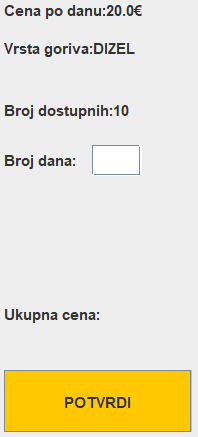 Cena po danu:20.0€
Vrsta goriva:DIZEL
Broj dostupnih:10
Broj dana:
Ukupna cena:
POTVRDI